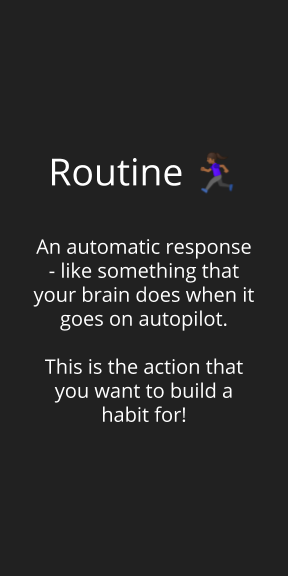 Routine 🏃🏾‍♀️
An automatic response
- like something that
your brain does when it
goes on autopilot.
This is the action that
you want to build a
habit for!